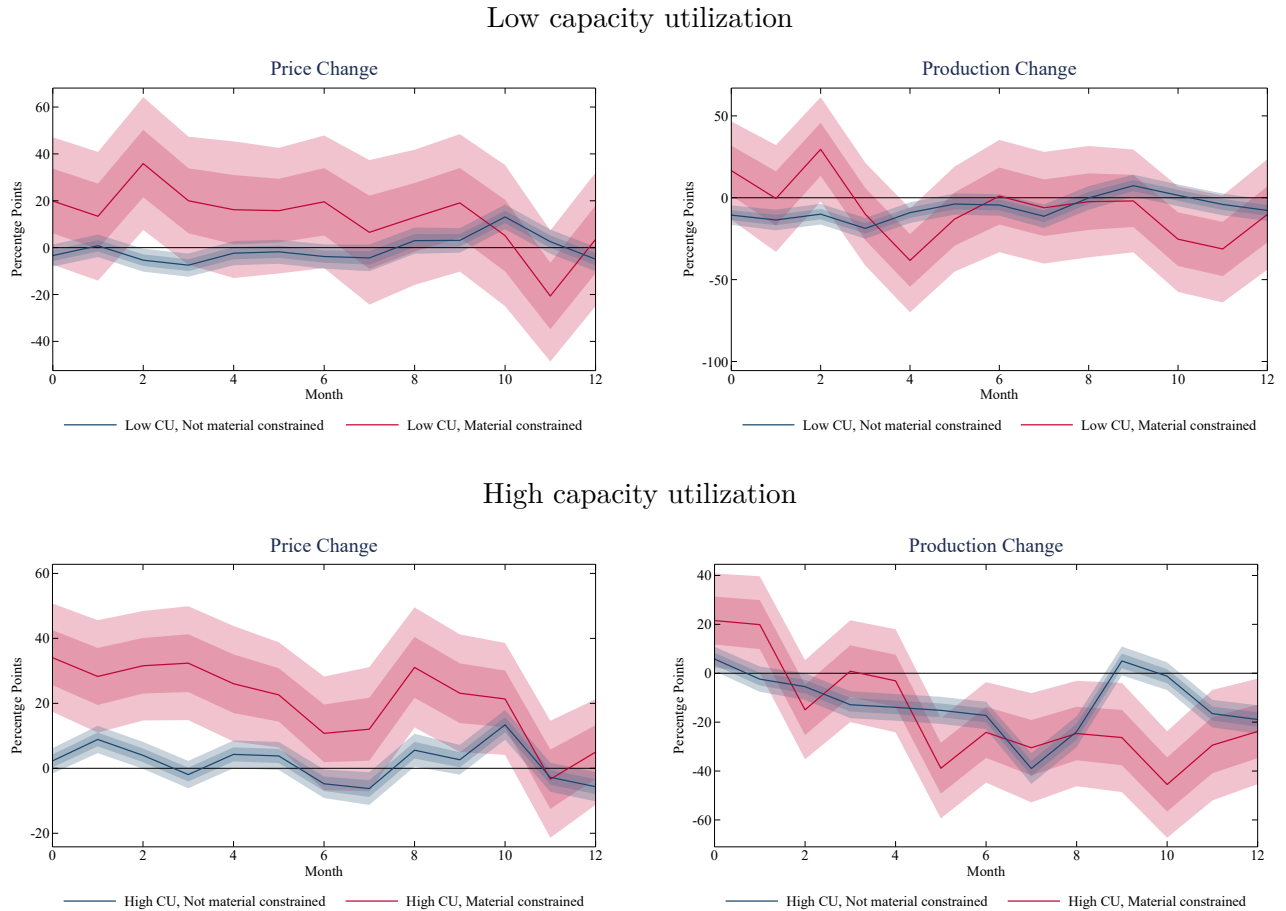 Low capacity utilization
Price Change
Percentge Points
60
40
20
0
-20
-40
0 2 4 6 8 10 12
Month
Low CU, Not material constrained Low CU, Material constrained
Production Change
Percentge Points
50
0
-50
-100
0 2 4 6 8 10 12
Month
Low CU, Not material constrained Low CU, Material constrained
High capacity utilization
Price Change
Percentge Points
60
40
20
0
-20
0 2 4 6 8 10 12
Month
High CU, Not material constrained High CU, Material constrained
Production Change
Percentge Points
40
20
0
-20
-40
-60
0 2 4 6 8 10 12
Month
High CU, Not material constrained High CU, Material constrained